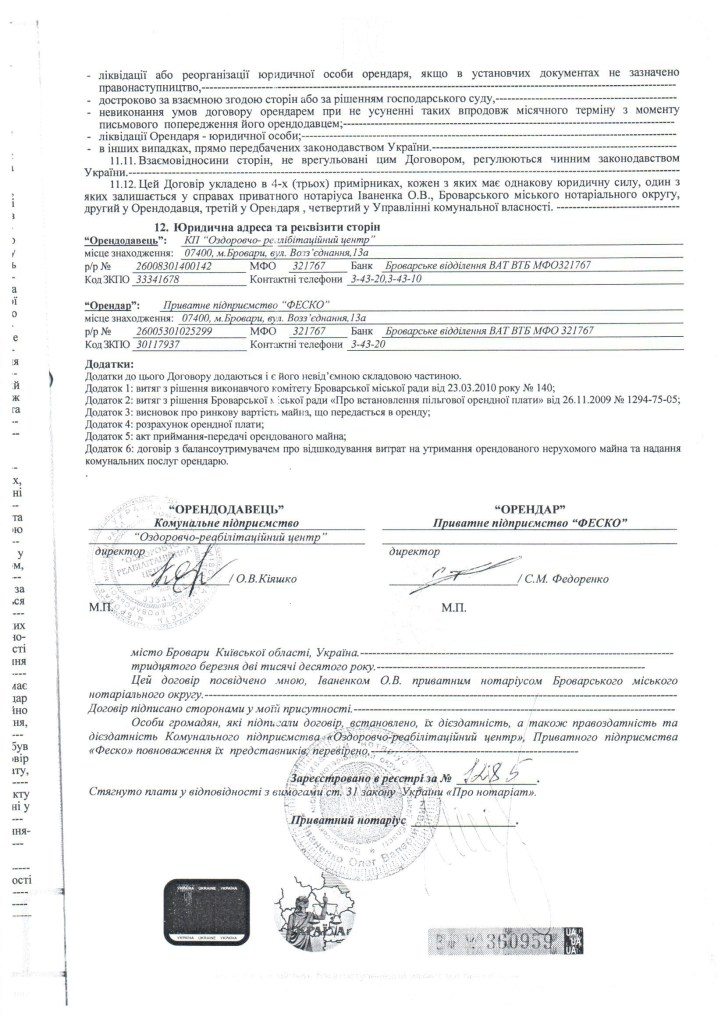 - ліквідації або реорганізації юридичної особи орендаря, якщо в установчих документах не зазначено
правонаступництво,---
- достроково за взаємною згодою сторін або за рішенням господарського суду,---
- невиконання умов договору орендарем при не усуненні таких впродовж місячного терміну з моменту
письмового попередження його орендодавцем;---
- ліквідації Орендаря - юридичної особи;---
- в інших випадках, прямо передбачених законодавством України.---
11.11. Взаємовідносини сторін, не врегульовані цим Договором, регулюються чинним законодавством
України.---
11.12. Цей Договір укладено в 4-х (трьох) примірниках, кожен з яких має однакову юридичну силу, один з
яких залишається у справах приватного нотаріуса Іваненка О.В., Броварського міського нотаріального округу,
другий у Орендодавця, третій у Орендаря , четвертий у Управлінні комунальної власності. ---
12. Юридична адреса та реквізити сторін
“Орендодавець”: КП “Оздоровчо- реалібітаційний центр”
місце знаходження: 07400, м.Бровари, вул. Возз’єднання,13а
р/р № 26008301400142 МФО 321767 Банк Броварське відділення ВАТ ВТБ МФО321767
Код ЗКПО 33341678 Контактні телефони 3-43-20,3-43-10
“Орендар”: Приватне підприємство “ФЕСКО”
місце знаходження: 07400, м.Бровари, вул. Возз’єднання,13а
р/р № 26005301025299 МФО 321767 Банк Броварське відділення ВАТ ВТБ МФО 321767
Код ЗКПО 30117937 Контактні телефони 3-43-20
Додатки:
Додатки до цього Договору додаються і є його невід’ємною складовою частиною.
Додаток 1: витяг з рішення виконавчого комітету Броварської міської ради від 23.03.2010 року № 140;
Додаток 2: витяг з рішення Броварської міської ради «Про встановлення пільгової орендної плати» від 26.11.2009 № 1294-75-05;
Додаток 3: висновок про ринкову вартість майна, що передається в оренду;
Додаток 4: розрахунок орендної плати;
Додаток 5: акт приймання-передачі орендованого майна;
Додаток 6: договір з балансоутримувачем про відшкодування витрат на утримання орендованого нерухомого майна та надання
комунальних послуг орендарю.
“ОРЕНДОДАВЕЦЬ” “ОРЕНДАР”
Комунальне підприємство Приватне підприємство “ФЕСКО”
“Оздоровчо-реабілітаційний центр”
директор директор
/ О.В.Кіяшко / С.М. Федоренко
М.П. М.П.
місто Бровари Київської області, Україна.---
тридцятого березня дві тисячі десятого року.---
Цей договір посвідчено мною, Іваненком О.В. приватним нотаріусом Броварського міського
нотаріального округу.---
Договір підписано сторонами у моїй присутності.---
Особи громадян, які підписали договір, встановлено, їх дієздатність, а також правоздатність та
дієздатність Комунального підприємства «Оздоровчо-реабілітаційний центр», Приватного підприємства
«Феско» повноваження їх представників, перевірено.---
Зареєстровано в реєстрі за № 1285.
Стягнуто плати у відповідності з вимогами ст. 31 закону України «Про нотаріат».
Приватний нотаріус
УКРАЇНА UKRAINE УКРАЇНА
УКРАЇНА UKRAINE УКРАЇНА
УКРАЇНА
360959